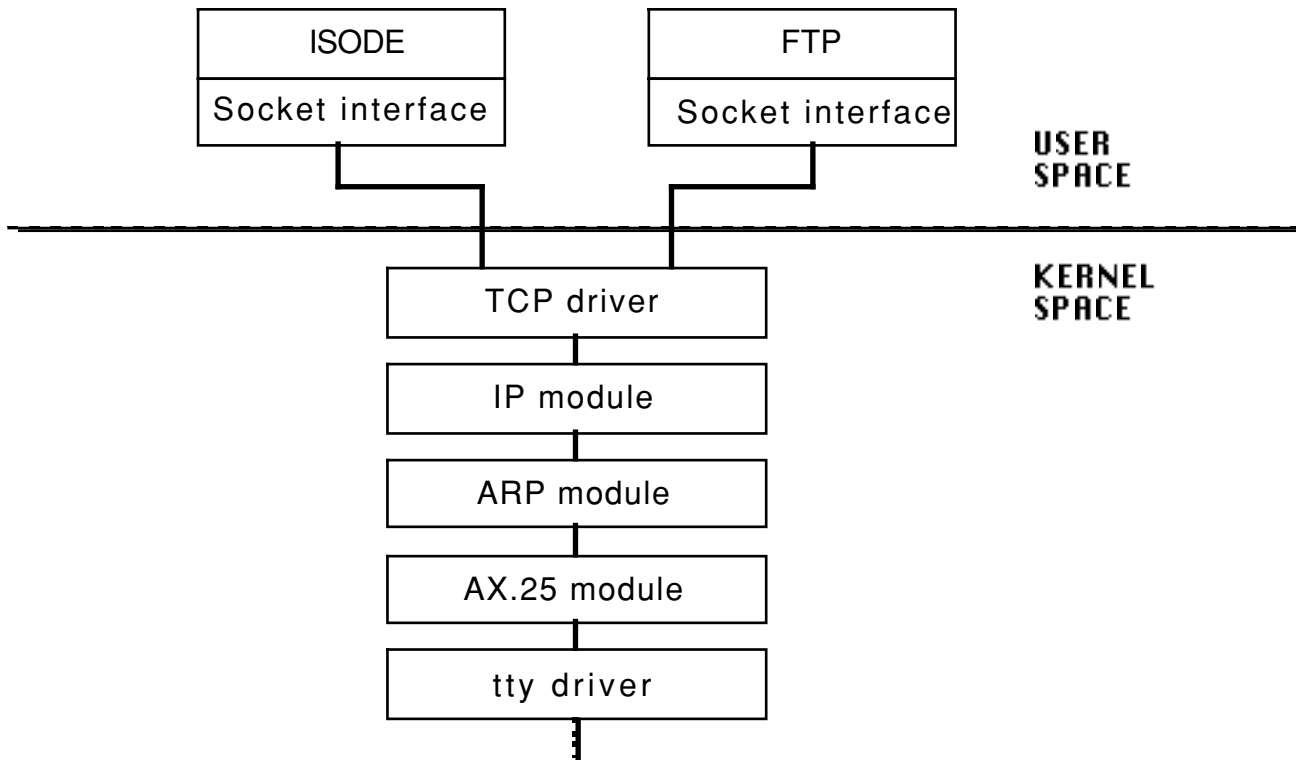 ISODE
FTP
Socket interface
Socket interface
USER
SPACE
KERNEL
SPACE
TCP driver
IP module
ARP module
AX.25 module
tty driver